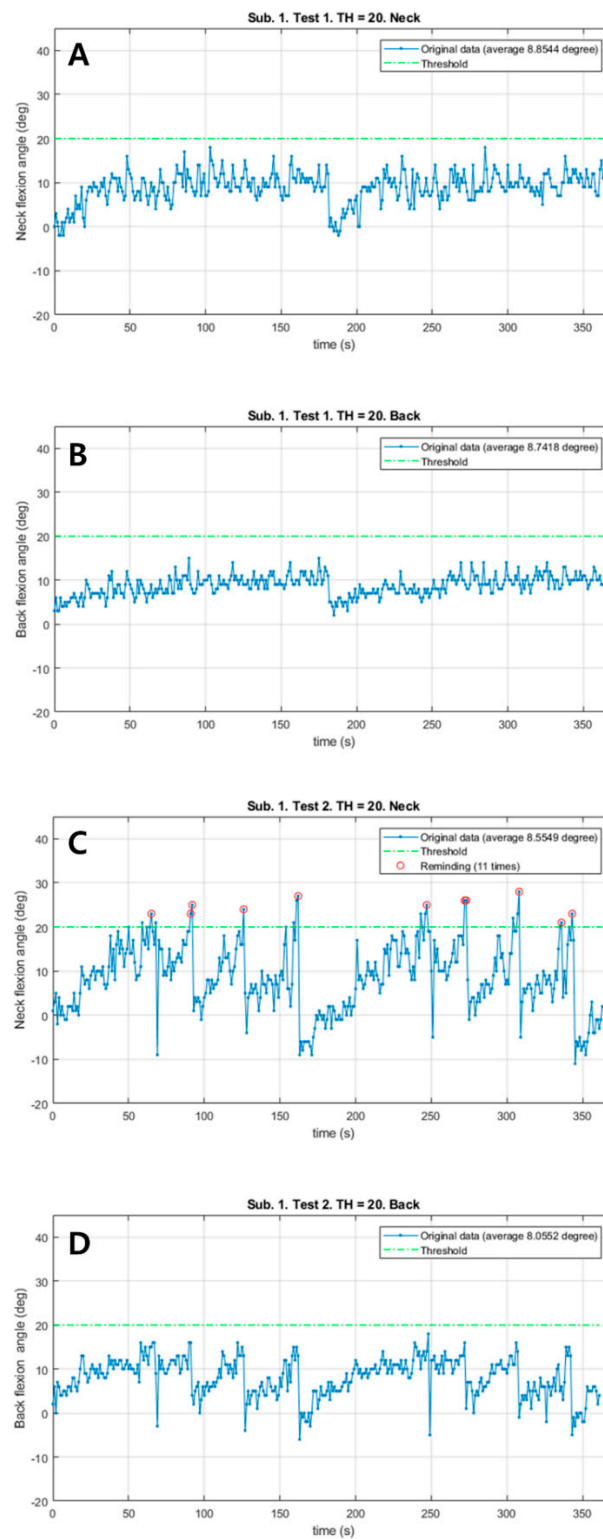 Sub. 1. Test 1. TH = 20. Neck
A
Original data (average 8.8544 degree)
Threshold
Neck flexion angle (deg)
40
30
20
10
0
-10
-20
0 50 100 150 200 250 300 350
time (s)
Sub. 1. Test 1. TH = 20. Back
B
Original data (average 8.7418 degree)
Threshold
Back flexion angle (deg)
40
30
20
10
0
-10
-20
0 50 100 150 200 250 300 350
time (s)
Sub. 1. Test 2. TH = 20. Neck
C
Original data (average 8.5549 degree)
Threshold
Reminding (11 times)
Neck flexion angle (deg)
40
30
20
10
0
-10
-20
0 50 100 150 200 250 300 350
time (s)
Sub. 1. Test 2. TH = 20. Back
D
Original data (average 8.0552 degree)
Threshold
Back flexion angle (deg)
40
30
20
10
0
-10
-20
0 50 100 150 200 250 300 350
time (s)